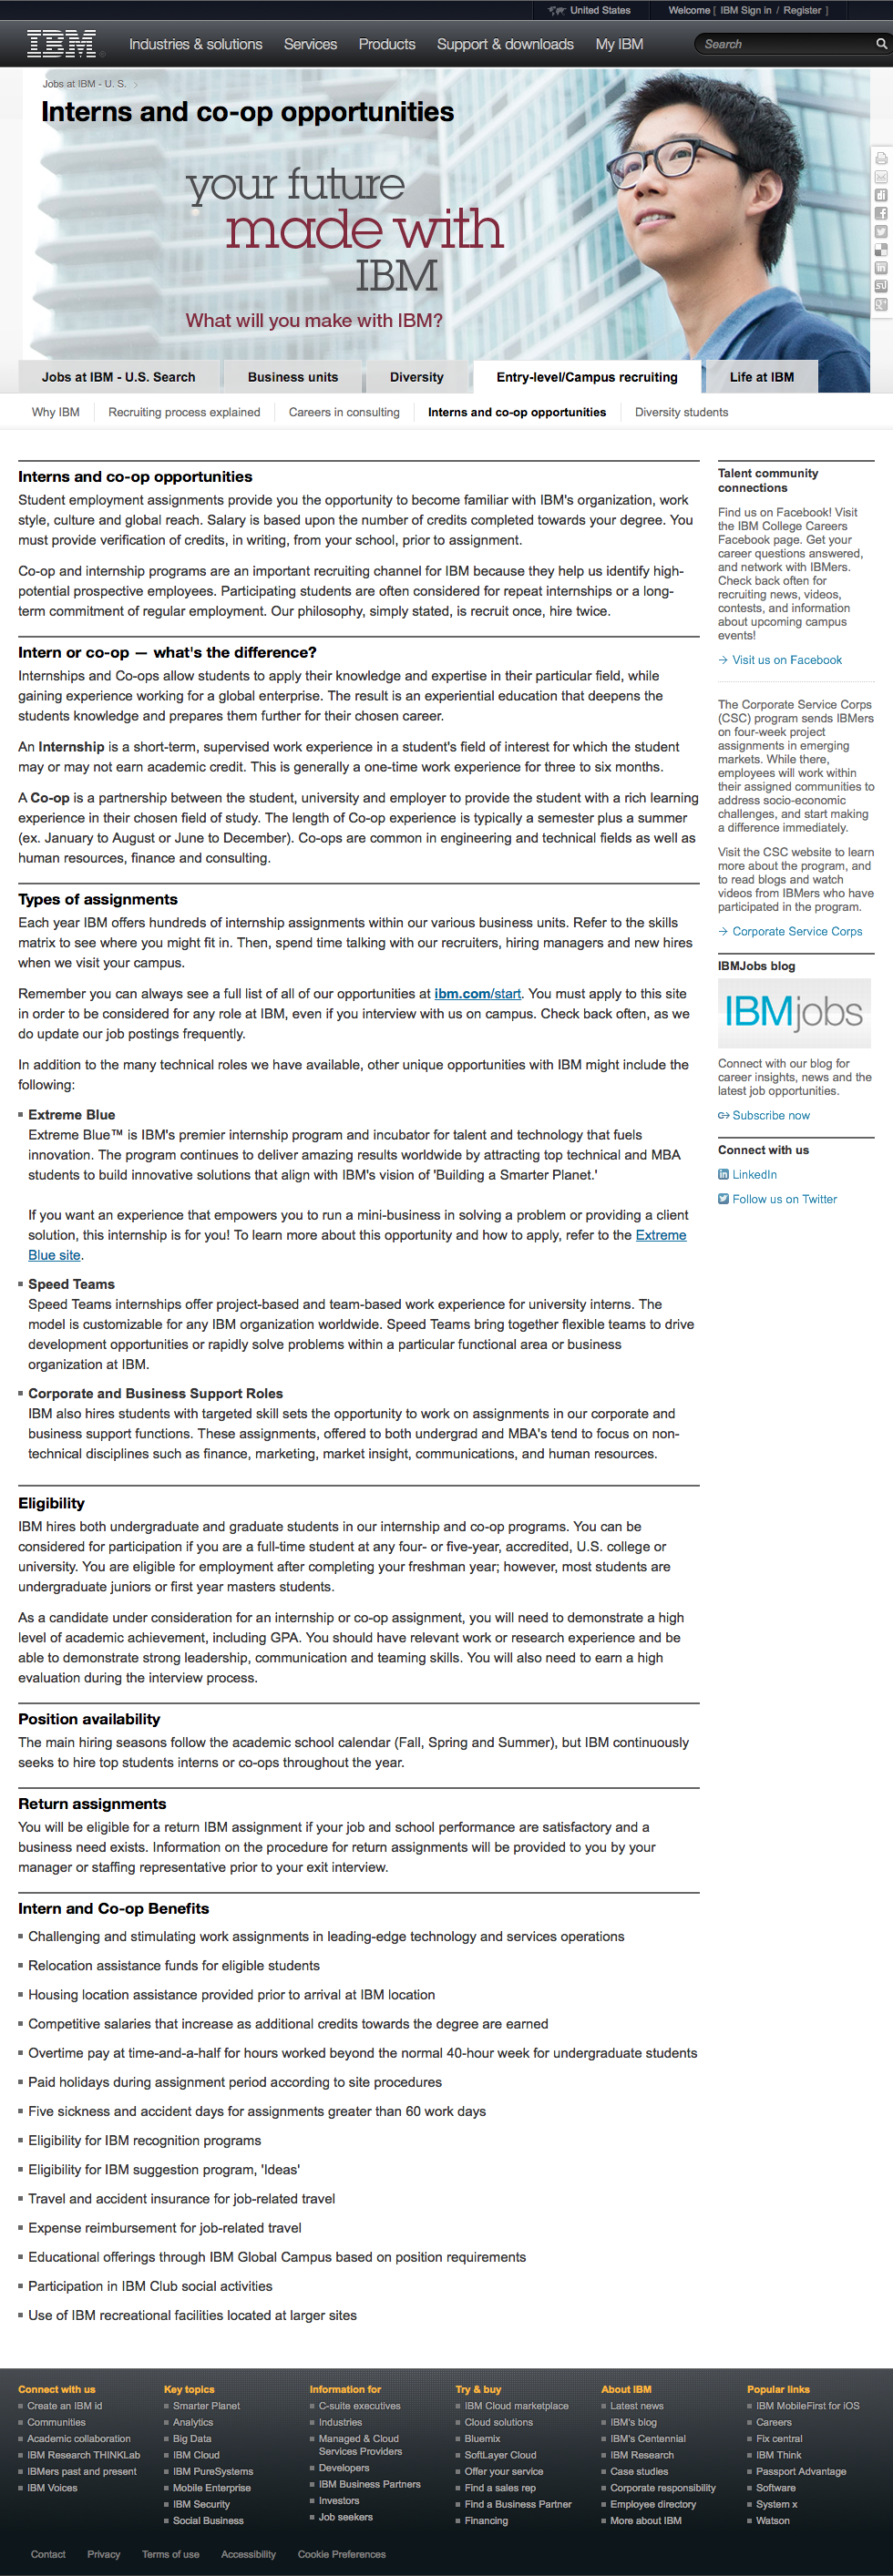 United States
Welcome [ IBM Sign in / Register ]
IBM
Industries & solutions
Services
Products
Support & downloads
My IBM
Search
Jobs at IBM - U. S.
Interns and co-op opportunities
your future
made with
IBM
What will you make with IBM?
Jobs at IBM - U.S. Search
Business units
Diversity
Entry-level/Campus recruiting
Life at IBM
Why IBM
Recruiting process explained
Careers in consulting
Interns and co-op opportunities
Diversity students
Interns and co-op opportunities
Student employment assignments provide you the opportunity to become familiar with IBM's organization, work
style, culture and global reach. Salary is based upon the number of credits completed towards your degree. You
must provide verification of credits, in writing, from your school, prior to assignment.
Co-op and internship programs are an important recruiting channel for IBM because they help us identify high-
potential prospective employees. Participating students are often considered for repeat internships or a long-
term commitment of regular employment. Our philosophy, simply stated, is recruit once, hire twice.
Intern or co-op — what's the difference?
Internships and Co-ops allow students to apply their knowledge and expertise in their particular field, while
gaining experience working for a global enterprise. The result is an experiential education that deepens the
students knowledge and prepares them further for their chosen career.
An Internship is a short-term, supervised work experience in a student's field of interest for which the student
may or may not earn academic credit. This is generally a one-time work experience for three to six months.
A Co-op is a partnership between the student, university and employer to provide the student with a rich learning
experience in their chosen field of study. The length of Co-op experience is typically a semester plus a summer
(ex. January to August or June to December). Co-ops are common in engineering and technical fields as well as
human resources, finance and consulting.
Types of assignments
Each year IBM offers hundreds of internship assignments within our various business units. Refer to the skills
matrix to see where you might fit in. Then, spend time talking with our recruiters, hiring managers and new hires
when we visit your campus.
Remember you can always see a full list of all of our opportunities at ibm.com/start. You must apply to this site
in order to be considered for any role at IBM, even if you interview with us on campus. Check back often, as we
do update our job postings frequently.
In addition to the many technical roles we have available, other unique opportunities with IBM might include the
following:
Extreme Blue
Extreme Blue™ is IBM's premier internship program and incubator for talent and technology that fuels
innovation. The program continues to deliver amazing results worldwide by attracting top technical and MBA
students to build innovative solutions that align with IBM's vision of 'Building a Smarter Planet.'
If you want an experience that empowers you to run a mini-business in solving a problem or providing a client
solution, this internship is for you! To learn more about this opportunity and how to apply, refer to the Extreme
Blue site.
Speed Teams
Speed Teams internships offer project-based and team-based work experience for university interns. The
model is customizable for any IBM organization worldwide. Speed Teams bring together flexible teams to drive
development opportunities or rapidly solve problems within a particular functional area or business
organization at IBM.
Corporate and Business Support Roles
IBM also hires students with targeted skill sets the opportunity to work on assignments in our corporate and
business support functions. These assignments, offered to both undergrad and MBA's tend to focus on non-
technical disciplines such as finance, marketing, market insight, communications, and human resources.
Eligibility
IBM hires both undergraduate and graduate students in our internship and co-op programs. You can be
considered for participation if you are a full-time student at any four- or five-year, accredited, U.S. college or
university. You are eligible for employment after completing your freshman year; however, most students are
undergraduate juniors or first year masters students.
As a candidate under consideration for an internship or co-op assignment, you will need to demonstrate a high
level of academic achievement, including GPA. You should have relevant work or research experience and be
able to demonstrate strong leadership, communication and teaming skills. You will also need to earn a high
evaluation during the interview process.
Position availability
The main hiring seasons follow the academic school calendar (Fall, Spring and Summer), but IBM continuously
seeks to hire top students interns or co-ops throughout the year.
Return assignments
You will be eligible for a return IBM assignment if your job and school performance are satisfactory and a
business need exists. Information on the procedure for return assignments will be provided to you by your
manager or staffing representative prior to your exit interview.
Intern and Co-op Benefits
Challenging and stimulating work assignments in leading-edge technology and services operations
Relocation assistance funds for eligible students
Housing location assistance provided prior to arrival at IBM location
Competitive salaries that increase as additional credits towards the degree are earned
Overtime pay at time-and-a-half for hours worked beyond the normal 40-hour week for undergraduate students
Paid holidays during assignment period according to site procedures
Five sickness and accident days for assignments greater than 60 work days
Eligibility for IBM recognition programs
Eligibility for IBM suggestion program, 'Ideas'
Travel and accident insurance for job-related travel
Expense reimbursement for job-related travel
Educational offerings through IBM Global Campus based on position requirements
Participation in IBM Club social activities
Use of IBM recreational facilities located at larger sites
Talent community
connections
Find us on Facebook! Visit
the IBM College Careers
Facebook page. Get your
career questions answered,
and network with IBMers.
Check back often for
recruiting news, videos,
contests, and information
about upcoming campus
events!
Visit us on Facebook
The Corporate Service Corps
(CSC) program sends IBMers
on four-week project
assignments in emerging
markets. While there,
employees will work within
their assigned communities to
address socio-economic
challenges, and start making
a difference immediately.
Visit the CSC website to learn
more about the program, and
to read blogs and watch
videos from IBMers who have
participated in the program.
Corporate Service Corps
IBMJobs blog
IBMjobs
Connect with our blog for
career insights, news and the
latest job opportunities.
Subscribe now
Connect with us
LinkedIn
Follow us on Twitter
Connect with us
Create an IBM id
Communities
Academic collaboration
IBM Research THINKLab
IBMers past and present
IBM Voices
Key topics
Smarter Planet
Analytics
Big Data
IBM Cloud
IBM PureSystems
Mobile Enterprise
IBM Security
Social Business
Information for
C-suite executives
Industries
Managed & Cloud
Services Providers
Developers
IBM Business Partners
Investors
Job seekers
Try & buy
IBM Cloud marketplace
Cloud solutions
Bluemix
SoftLayer Cloud
Offer your service
Find a sales rep
Find a Business Partner
Financing
About IBM
Latest news
IBM's blog
IBM's Centennial
IBM Research
Case studies
Corporate responsibility
Employee directory
More about IBM
Popular links
IBM MobileFirst for iOS
Careers
Fix central
IBM Think
Passport Advantage
Software
System x
Watson
Contact
Privacy
Terms of use
Accessibility
Cookie Preferences